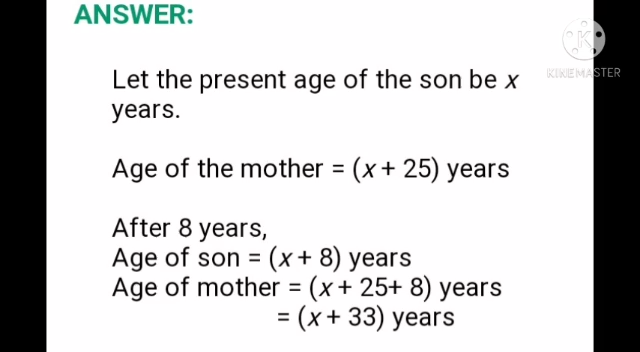 ANSWER:
KINEMASTER
Let the present age of the son be x
years.
Age of the mother = (x + 25) years
After 8 years,
Age of son = (x + 8) years
Age of mother = (x + 25+ 8) years
= (x + 33) years